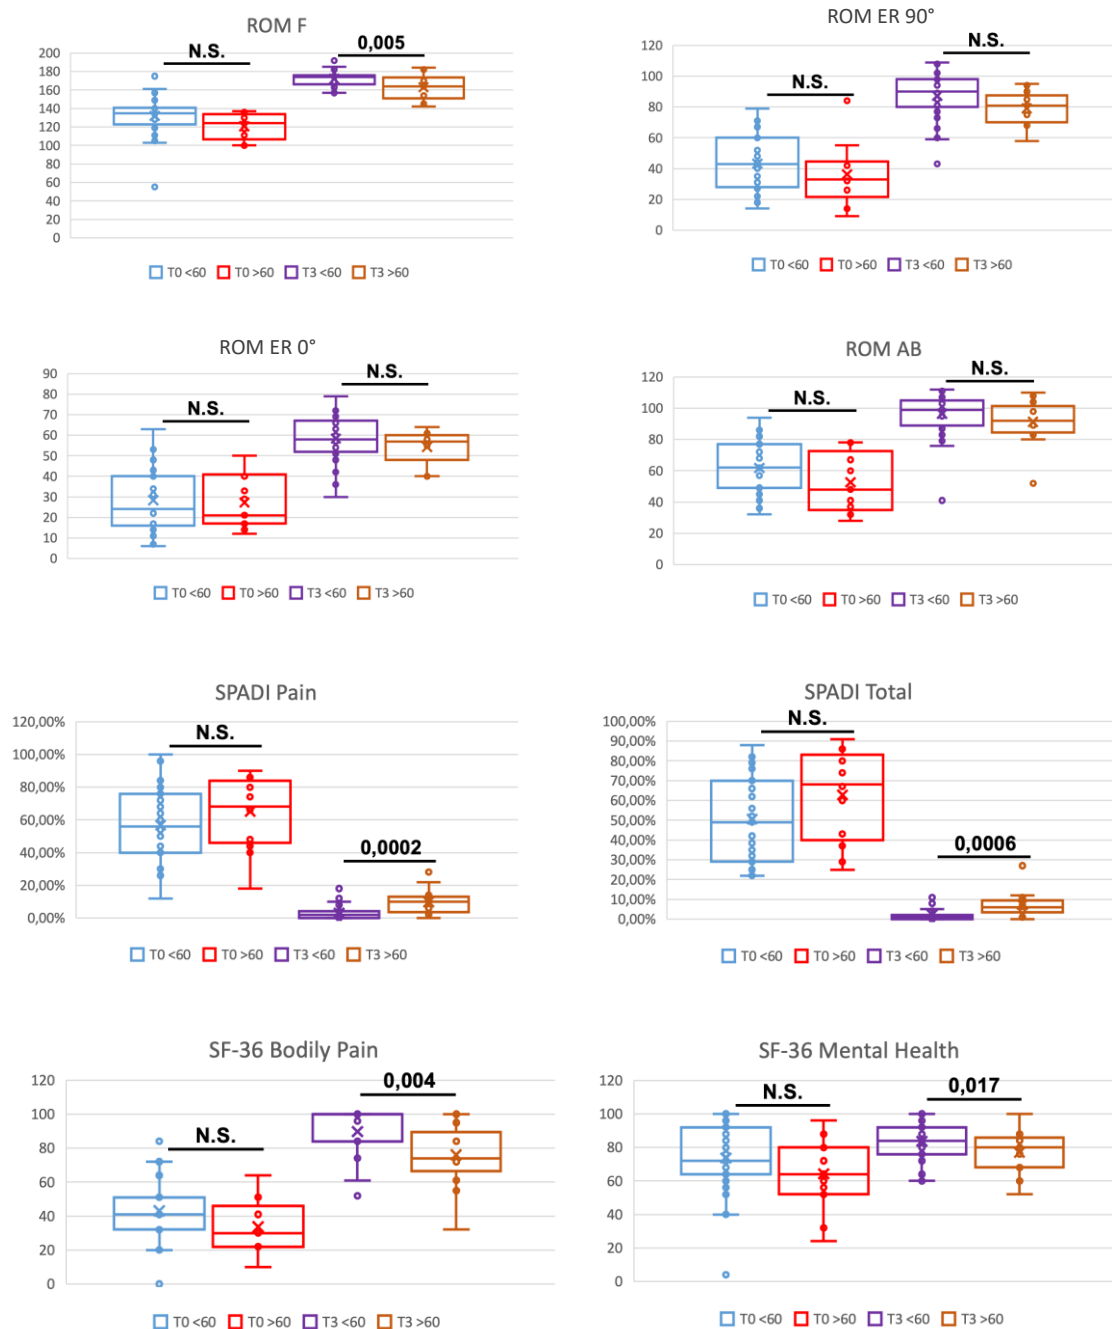 ROM F
N.S.
0,005
200
180
160
140
120
100
80
60
40
20
0
T0 <60 T0 >60 T3 <60 T3 >60
ROM ER 90°
N.S.
N.S.
120
100
80
60
40
20
0
T0 <60 T0 >60 T3 <60 T3 >60
ROM ER 0°
N.S.
N.S.
90
80
70
60
50
40
30
20
10
0
T0 <60 T0 >60 T3 <60 T3 >60
ROM AB
N.S.
N.S.
120
100
80
60
40
20
0
T0 <60 T0 >60 T3 <60 T3 >60
SPADI Pain
N.S.
0,0002
120,00%
100,00%
80,00%
60,00%
40,00%
20,00%
0,00%
T0 <60 T0 >60 T3 <60 T3 >60
SPADI Total
N.S.
0,0006
100,00%
90,00%
80,00%
70,00%
60,00%
50,00%
40,00%
30,00%
20,00%
10,00%
0,00%
T0 <60 T0 >60 T3 <60 T3 >60
SF-36 Bodily Pain
N.S.
0,004
120
100
80
60
40
20
0
T0 <60 T0 >60 T3 <60 T3 >60
SF-36 Mental Health
N.S.
0,017
120
100
80
60
40
20
0
T0 <60 T0 >60 T3 <60 T3 >60